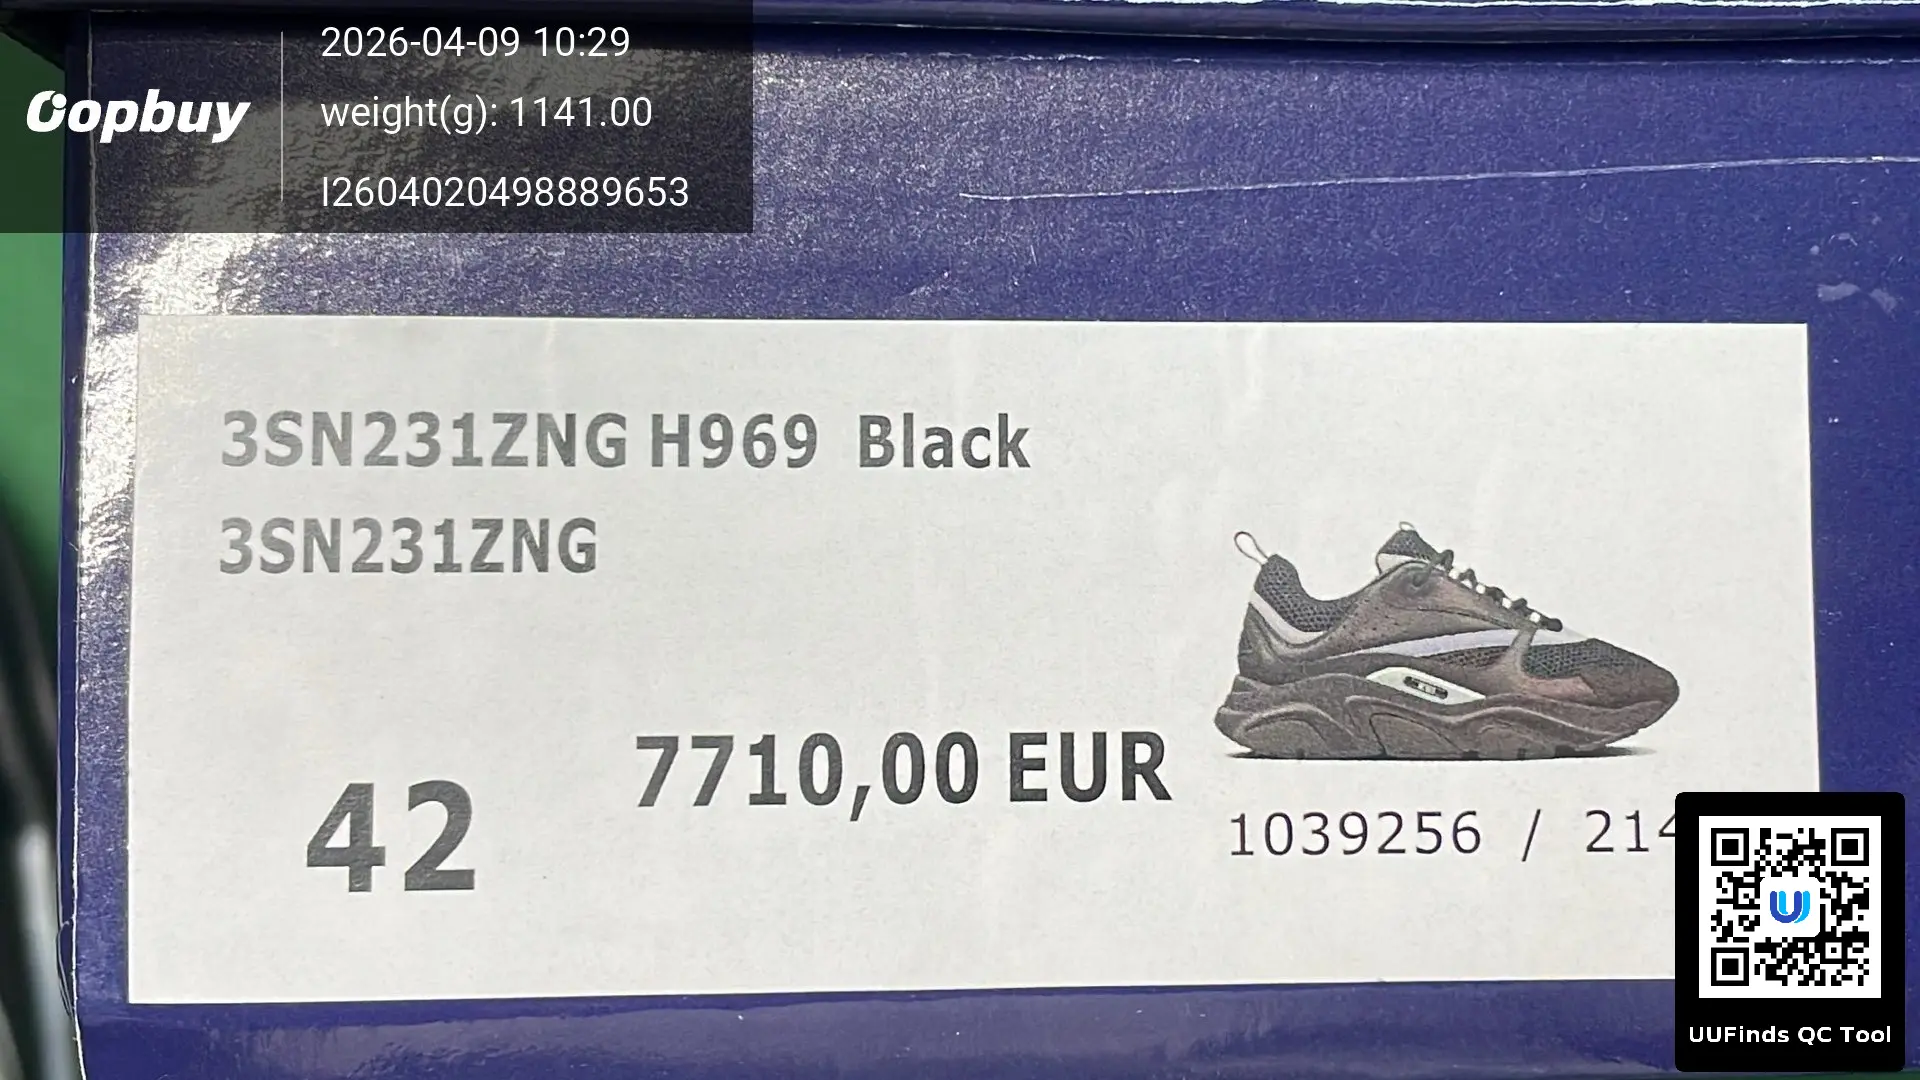 2026-04-09 10:29
oopbuy
weight(g): 1141.00
I2604020498889653
3SN231ZNG H969 Black
3SN231ZNG
7710,00 EUR
42
1039256 / 214
UUFinds QC Tool